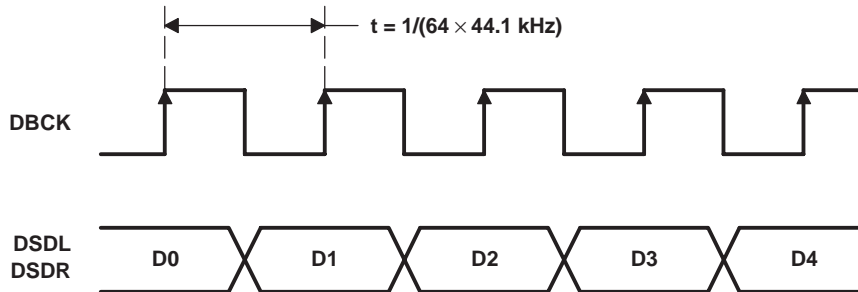 t = 1/(64 × 44.1 kHz)
DBCK
DSDL
DSDR
D0 D1 D2 D3 D4